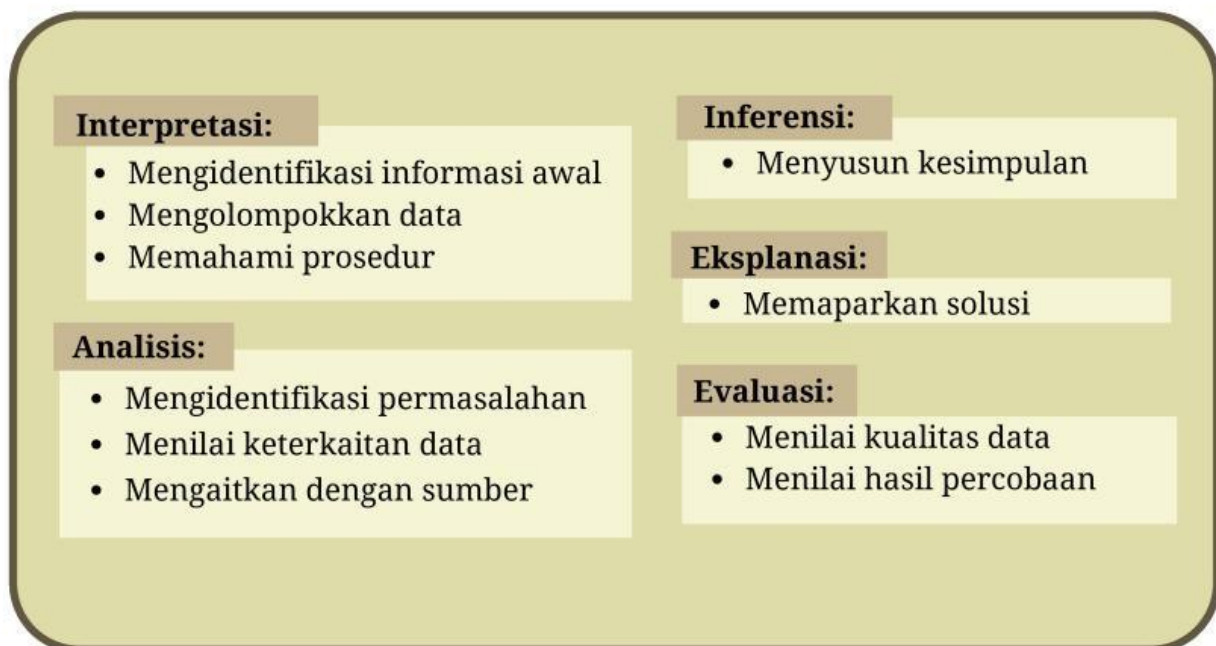 Interpretasi:
• Mengidentifikasi informasi awal
• Mengolompokkan data
• Memahami prosedur
Analisis:
• Mengidentifikasi permasalahan
• Menilai keterkaitan data
• Mengaitkan dengan sumber
Inferensi:
• Menyusun kesimpulan
Eksplanasi:
• Memaparkan solusi
Evaluasi:
• Menilai kualitas data
• Menilai hasil percobaan